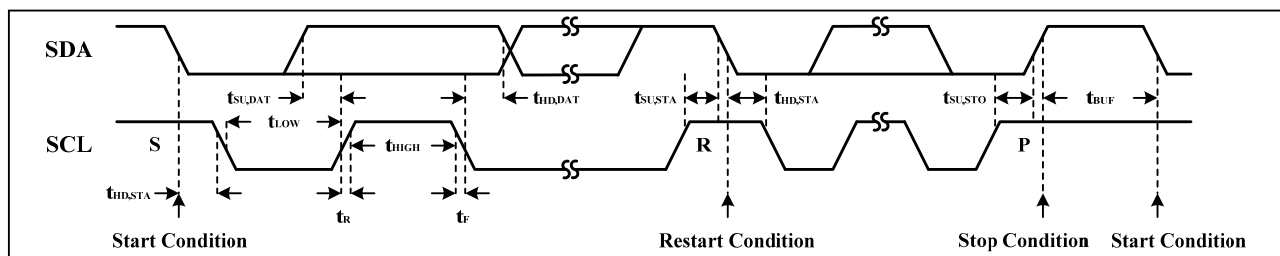 SDA
tSU,DAT
tHD,DAT
tSU,STA
tHD,STA
tSU,STO
tBUF
tLOW
SCL
S
tHIGH
R
P
tHD,STA
tR
tF
Start Condition
Restart Condition
Stop Condition
Start Condition